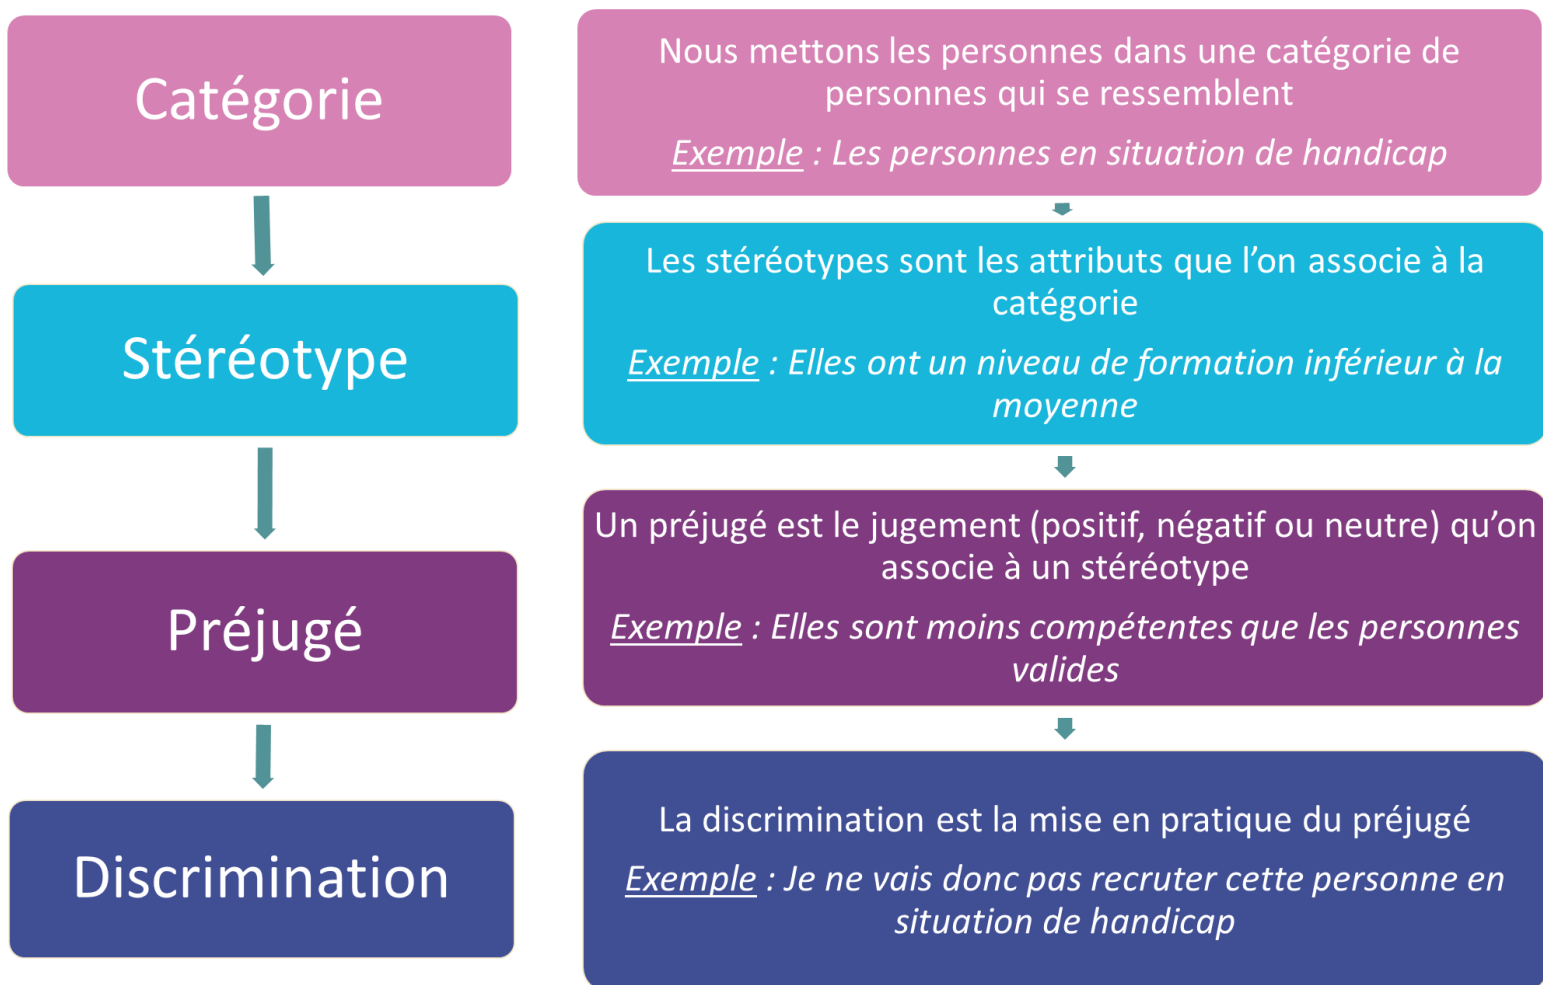 Catégorie
Nous mettons les personnes dans une catégorie de
personnes qui se ressemblent
Exemple : Les personnes en situation de handicap
Stéréotype
Les stéréotypes sont les attributs que l’on associe à la
catégorie
Exemple : Elles ont un niveau de formation inférieur à la
moyenne
Préjugé
Un préjugé est le jugement (positif, négatif ou neutre) qu’on
associe à un stéréotype
Exemple : Elles sont moins compétentes que les personnes
valides
Discrimination
La discrimination est la mise en pratique du préjugé
Exemple : Je ne vais donc pas recruter cette personne en
situation de handicap